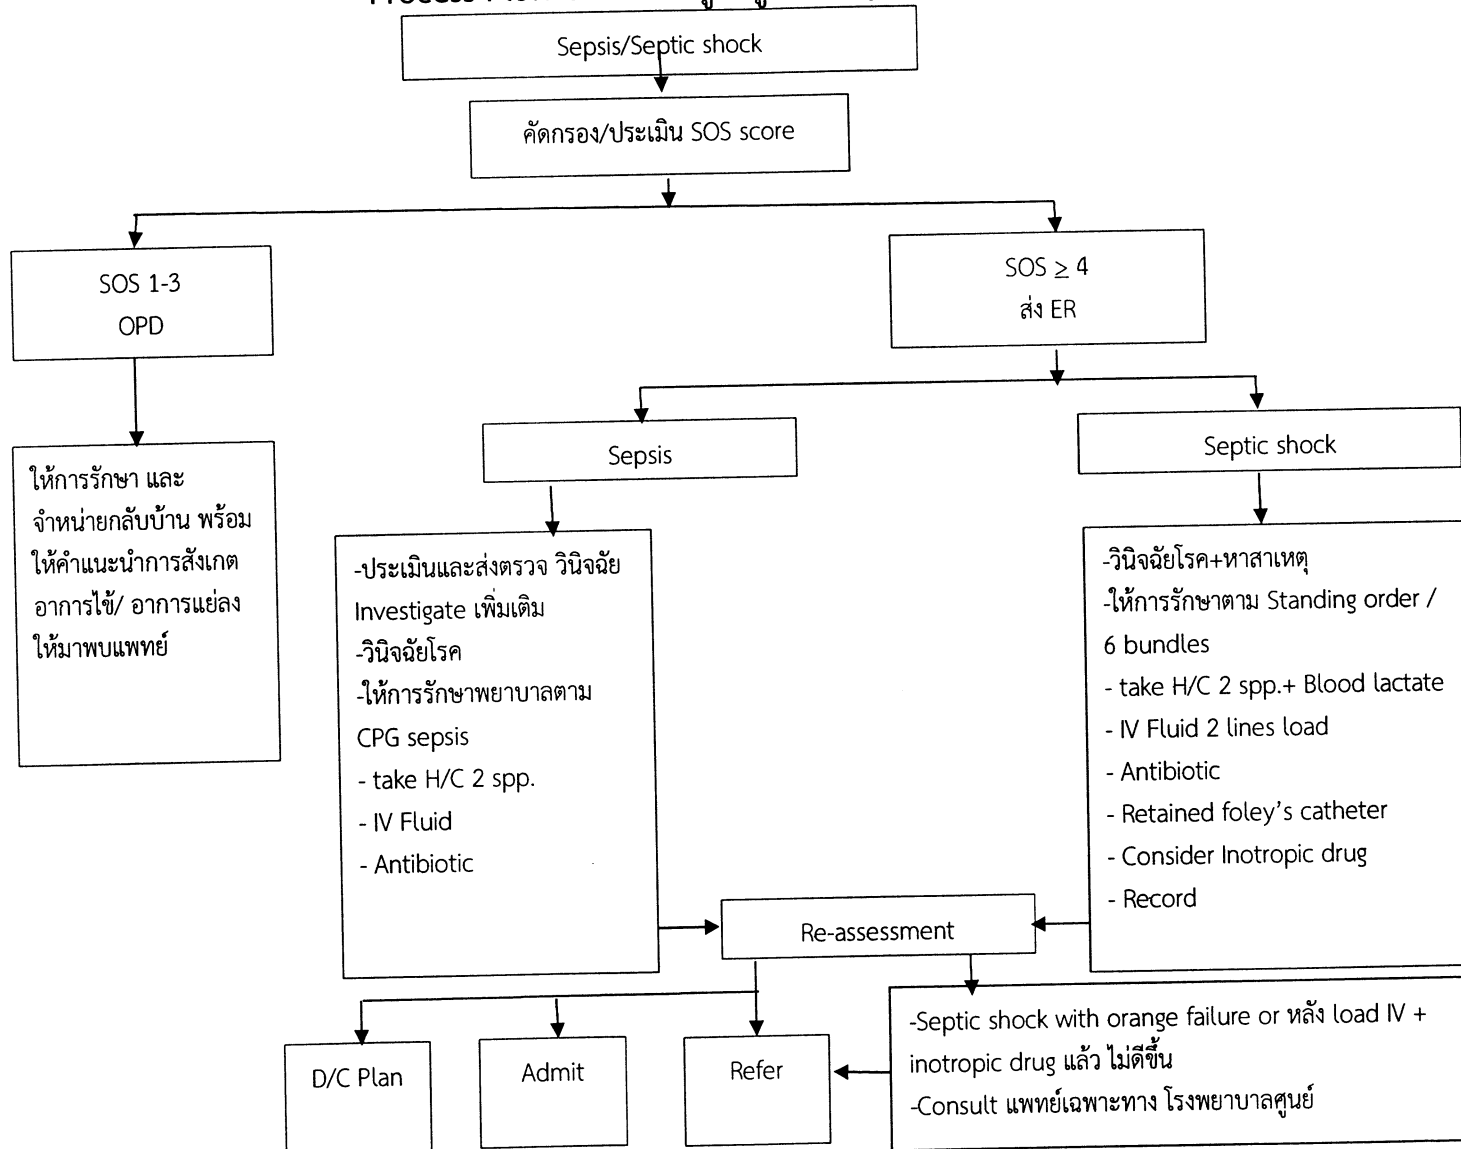 Sepsis/Septic shock
คัดกรอง/ประเมิน SOS score
SOS 1-3
OPD
SOS ≥ 4
ส่ง ER
Sepsis
Septic shock
ให้การรักษา และ
จำหน่ายกลับบ้าน พร้อม
ให้คำแนะนำการสังเกต
อาการไข้/ อาการแย่ลง
ให้มาพบแพทย์
-ประเมินและส่งตรวจ วินิจฉัย
Investigate เพิ่มเติม
-วินิจฉัยโรค
-ให้การรักษาพยาบาลตาม
CPG sepsis
- take H/C 2 spp.
- IV Fluid
- Antibiotic
-วินิจฉัยโรค+หาสาเหตุ
-ให้การรักษาตาม Standing order /
6 bundles
- take H/C 2 spp.+ Blood lactate
- IV Fluid 2 lines load
- Antibiotic
- Retained foley's catheter
- Consider Inotropic drug
- Record
Re-assessment
D/C Plan
Admit
Refer
-Septic shock with orange failure or หลัง load IV +
inotropic drug แล้ว ไม่ดีขึ้น
-Consult แพทย์เฉพาะทาง โรงพยาบาลศูนย์